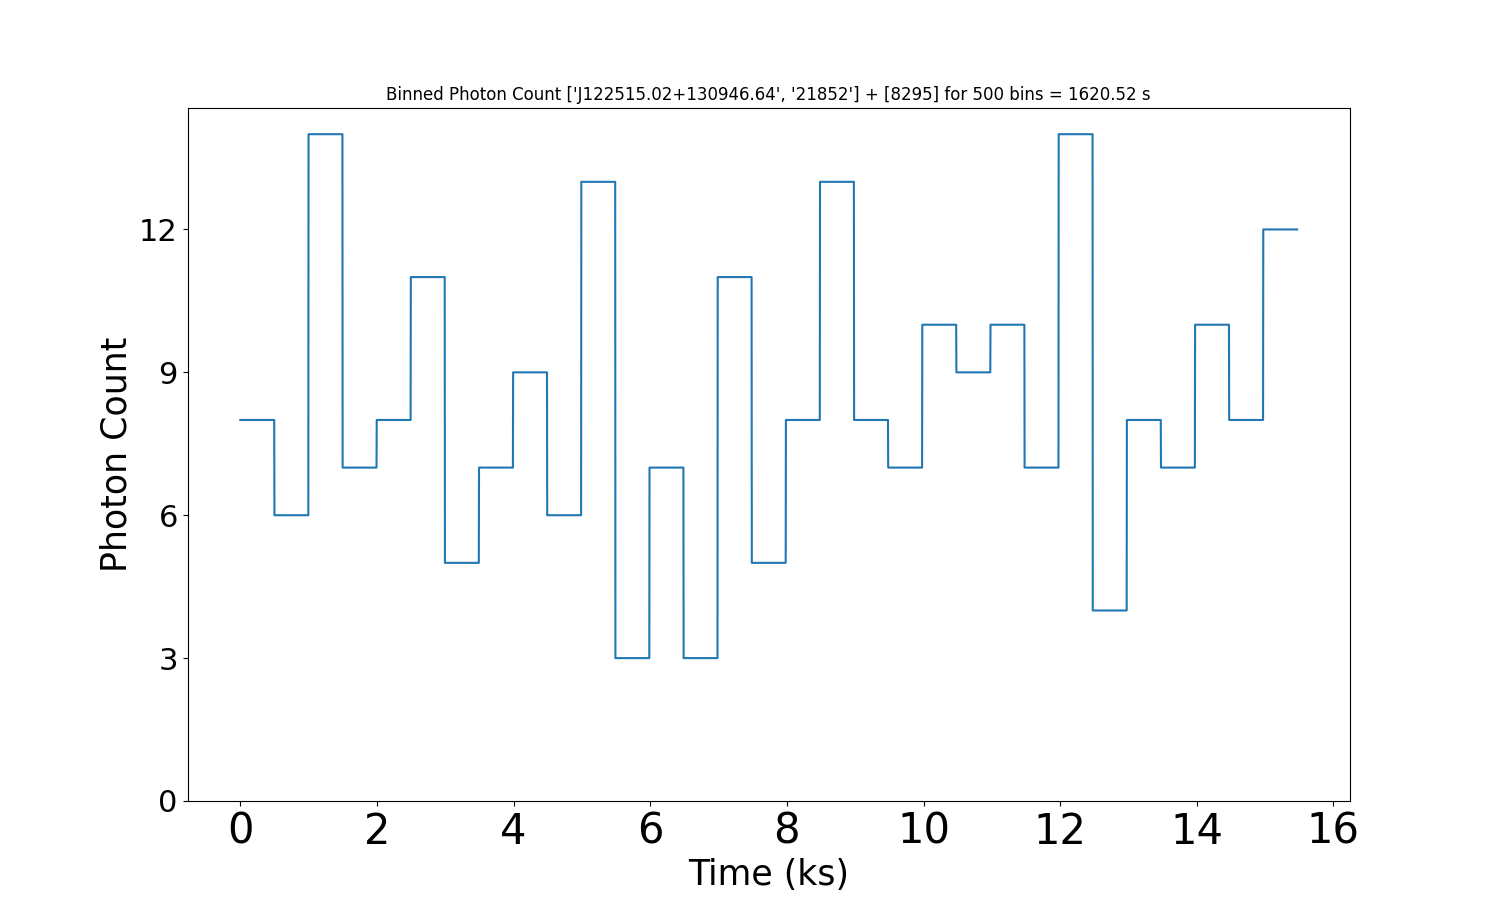 Binned Photon Count ['J122515.02+130946.64', '21852'] + [8295] for 500 bins = 1620.52 s
12
9
6
3
0
Photon Count
0 2 4 6 8 10 12 14 16
Time (ks)